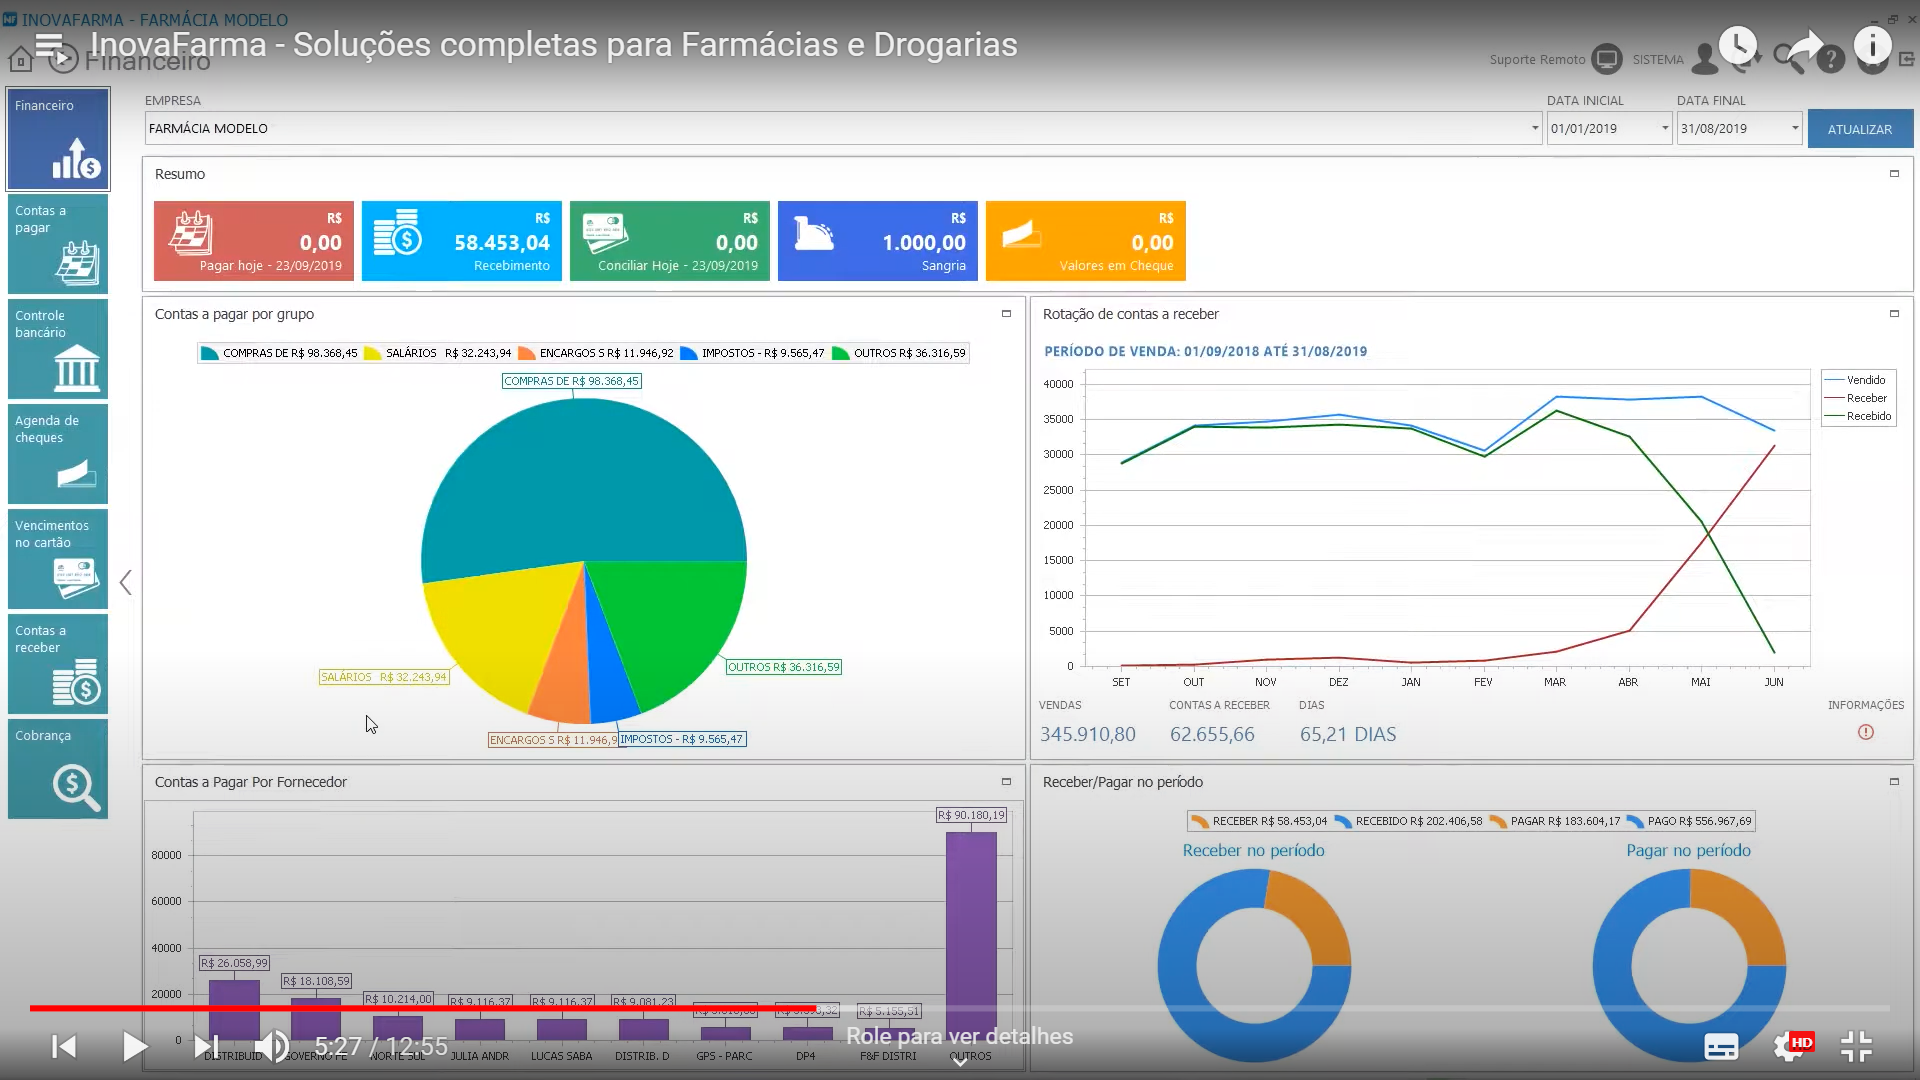 INOVAFARMA - FARMÁCIA MODELO
InovaFarma - Soluções completas para Farmácias e Drogarias
Financeiro
Suporte Remoto
SISTEMA
Financeiro
Contas a
pagar
Controle
bancário
Agenda de
cheques
Vencimentos
no cartão
Contas a
receber
Cobrança
EMPRESA
FARMÁCIA MODELO
DATA INICIAL
01/01/2019
DATA FINAL
31/08/2019
ATUALIZAR
Resumo
R$
0,00
Pagar hoje - 23/09/2019
R$
58.453,04
Recebimento
R$
0,00
Conciliar Hoje - 23/09/2019
R$
1.000,00
Sangria
R$
0,00
Valores em Cheque
Contas a pagar por grupo
COMPRAS DE R$ 98.368,45 SALÁRIOS R$ 32.243,94 ENCARGOS S R$ 11.946,92 IMPOSTOS - R$ 9.565,47 OUTROS R$ 36.316,59
COMPRAS DE R$ 98.368,45
OUTROS R$ 36.316,59
SALÁRIOS R$ 32.243,94
ENCARGOS S R$ 11.946,9
IMPOSTOS - R$ 9.565,47
Rotação de contas a receber
PERÍODO DE VENDA: 01/09/2018 ATÉ 31/08/2019
40000
35000
30000
25000
20000
15000
10000
5000
0
SET OUT NOV DEZ JAN FEV MAR ABR MAI JUN
Vendido
Receber
Recebido
VENDAS
345.910,80
CONTAS A RECEBER
62.655,66
DIAS
65,21 DIAS
INFORMAÇÕES
Contas a Pagar Por Fornecedor
80000
60000
40000
20000
0
R$ 26.058,99
R$ 18.108,59
R$ 10.214,00
R$ 9.116,37
R$ 9.116,37
R$ 9.081,23
R$ 5.155,51
R$ 90.180,19
DISTRIBUID GOVERNO FE NORTE SUL JULIA ANDR LUCAS SABA DISTRIB. D GPS - PARC DP4 F&F DISTRI OUTROS
Receber/Pagar no período
RECEBER R$ 58.453,04 RECEBIDO R$ 202.406,58 PAGAR R$ 183.604,17 PAGO R$ 556.967,69
Receber no período
Pagar no período
5:27 / 12:55
Role para ver detalhes
HD